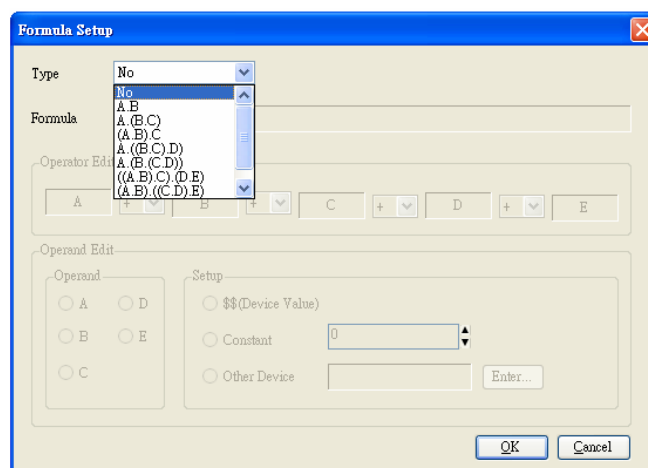 Formula Setup
Type No
No
A.B
A.(B.C)
(A.B).C
A.((B.C).D)
A.(B.(C.D))
((A.B).C).(D.E)
(A.B).((C.D).E)
Formula
Operator Edit
A + B + C + D + E
Operand Edit
Operand
A D
B E
C
Setup
$$(Device Value)
Constant 0
Other Device Enter...
OK Cancel